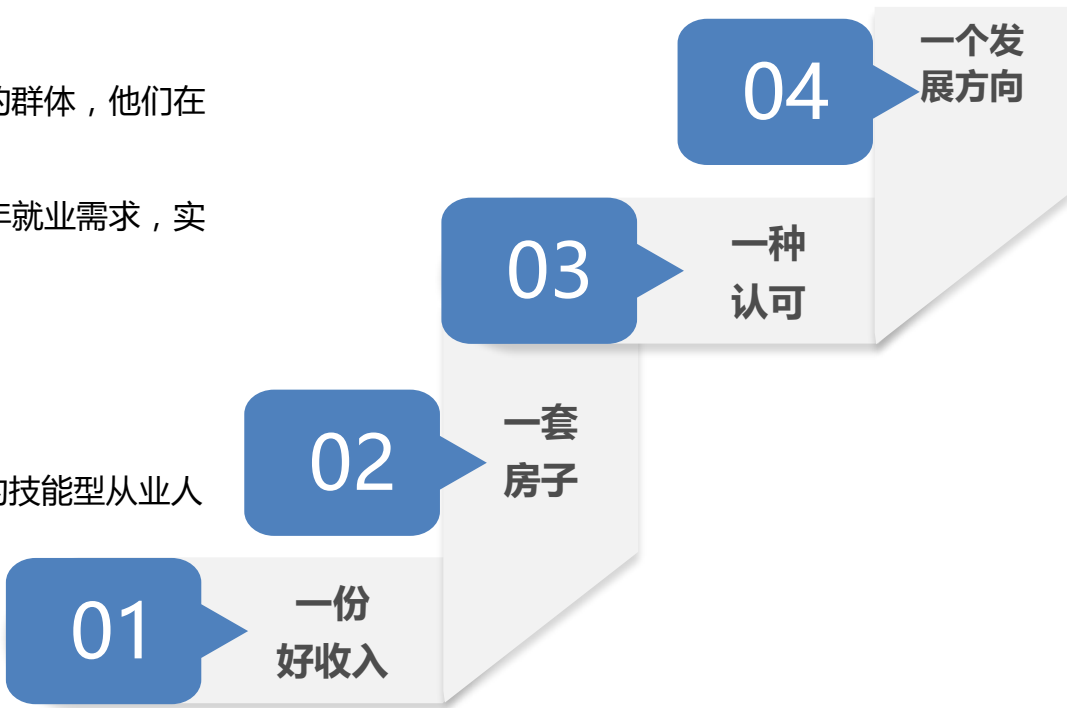 的群体，他们在
年就业需求，实
的技能型从业人
04
一个发
展方向
03
一种
认可
02
一套
房子
01
一份
好收入